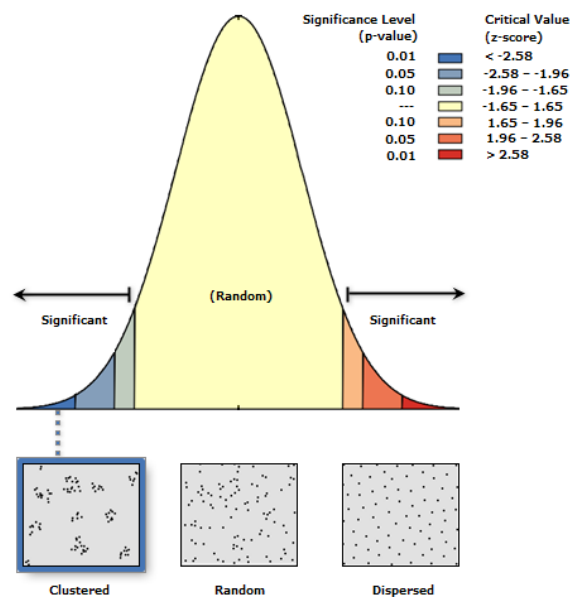 Significance Level Critical Value
(p-value) (z-score)
0.01 < -2.58
0.05 -2.58 – -1.96
0.10 -1.96 – -1.65
--- -1.65 – 1.65
0.10 1.65 – 1.96
0.05 1.96 – 2.58
0.01 > 2.58
(Random)
Significant Significant
Clustered Random Dispersed